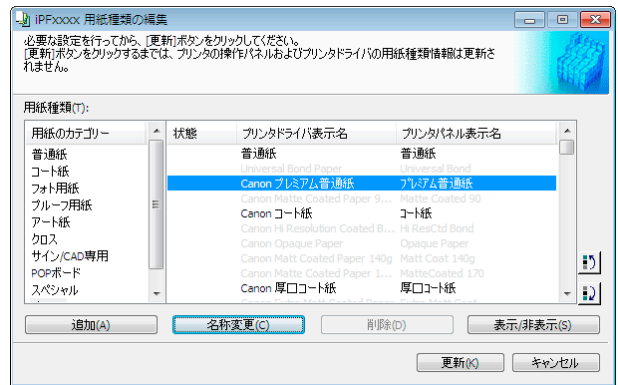 iPFxxxx 用紙種類の編集
必要な設定を行ってから、[更新]ボタンをクリックしてください。
[更新]ボタンをクリックするまでは、プリンタの操作パネルおよびプリンタドライバの用紙種類情報は更新さ
れません。
用紙種類(T):
用紙のカテゴリー 状態 プリンタドライバ表示名 プリンタパネル表示名
普通紙 普通紙 普通紙
コート紙 Universal Bond Paper Universal Bond
フォト用紙 Canon プレミアム普通紙 プレミアム普通紙
プルーフ用紙 Canon Matte Coated Paper 9... Matte Coated 90
アート紙 Canon コート紙 コート紙
クロス Canon Hi Resolution Coated B... Hi ResCtd Bond
サイン/CAD専用 Canon Opaque Paper Opaque Paper
POPボード Canon Matt Coated Paper 140g Matt Coat 140g
スペシャル Canon Matte Coated Paper 1... MatteCoated 170
Canon 厚口コート紙 厚口コート紙
Canon Extra Matt Coated Paper Extra Matt Coat
追加(A) 名称変更(C) 削除(D) 表示/非表示(S)
更新(K) キャンセル